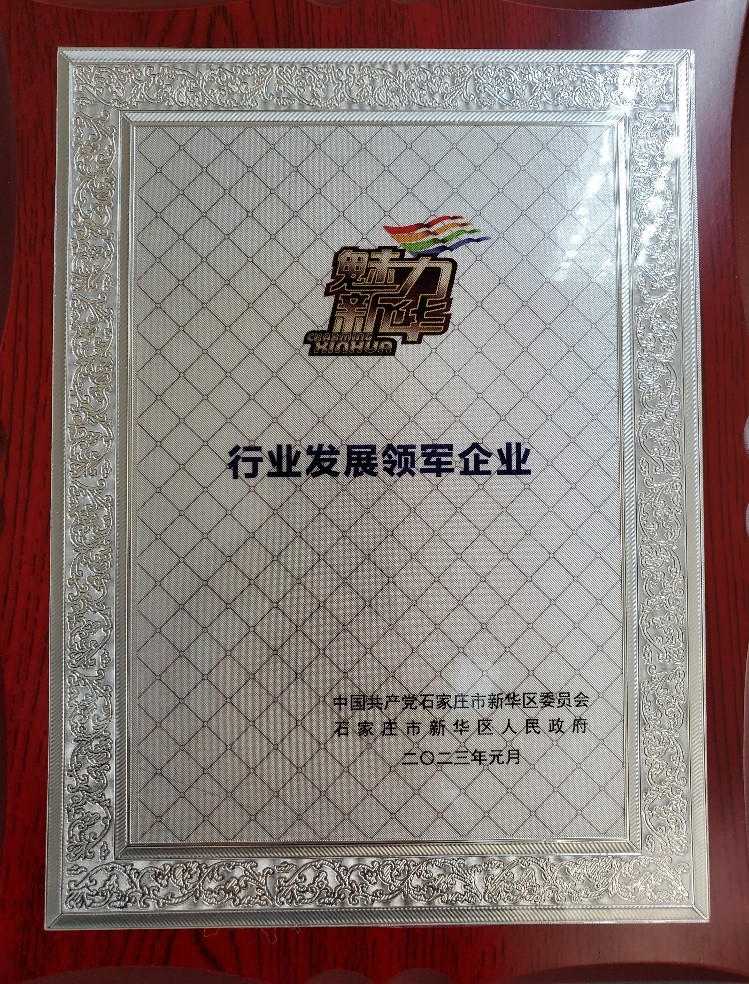 魅力
新华
CHARMING
XINHUA
行业发展领军企业
中国共产党石家庄市新华区委员会
石家庄市新华区人民政府
二〇二三年元月